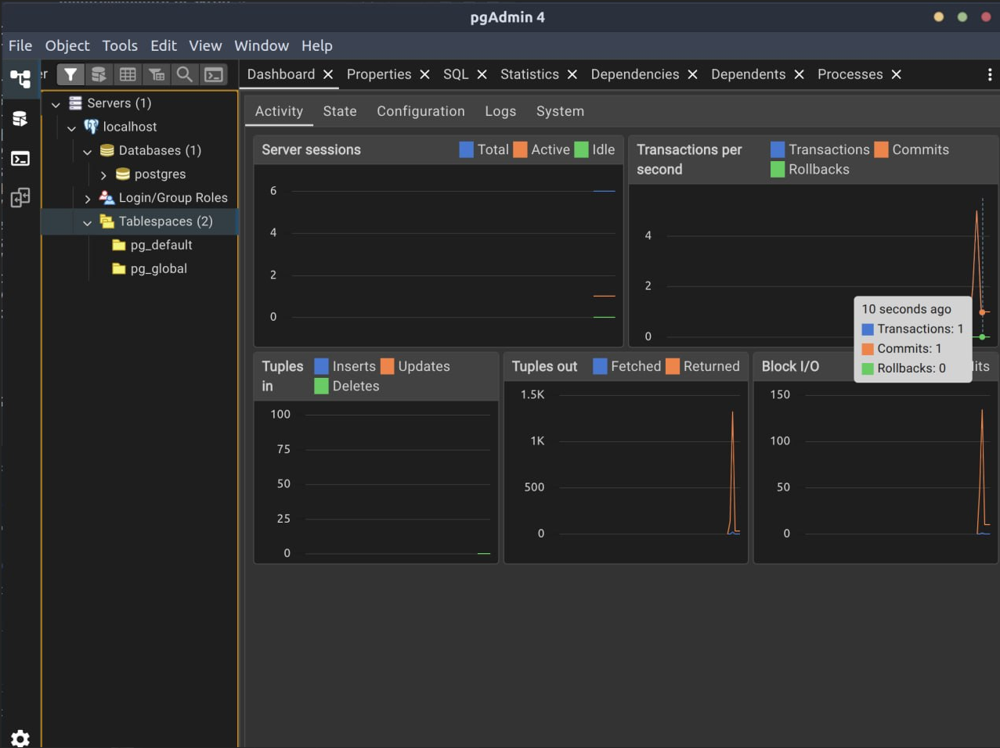 pgAdmin 4
File Object Tools Edit View Window Help
er
Dashboard Properties SQL Statistics Dependencies Dependents Processes
Servers (1)
localhost
Databases (1)
postgres
Login/Group Roles
Tablespaces (2)
pg_default
pg_global
Activity State Configuration Logs System
Server sessions
Total Active Idle
6
4
2
0
Transactions per
second
Transactions Commits
Rollbacks
4
2
0
10 seconds ago
Transactions: 1
Commits: 1
Rollbacks: 0
Tuples
in
Inserts Updates
Deletes
100
75
50
25
0
Tuples out
Fetched Returned
1.5K
1K
500
0
Block I/O
its
150
100
50
0